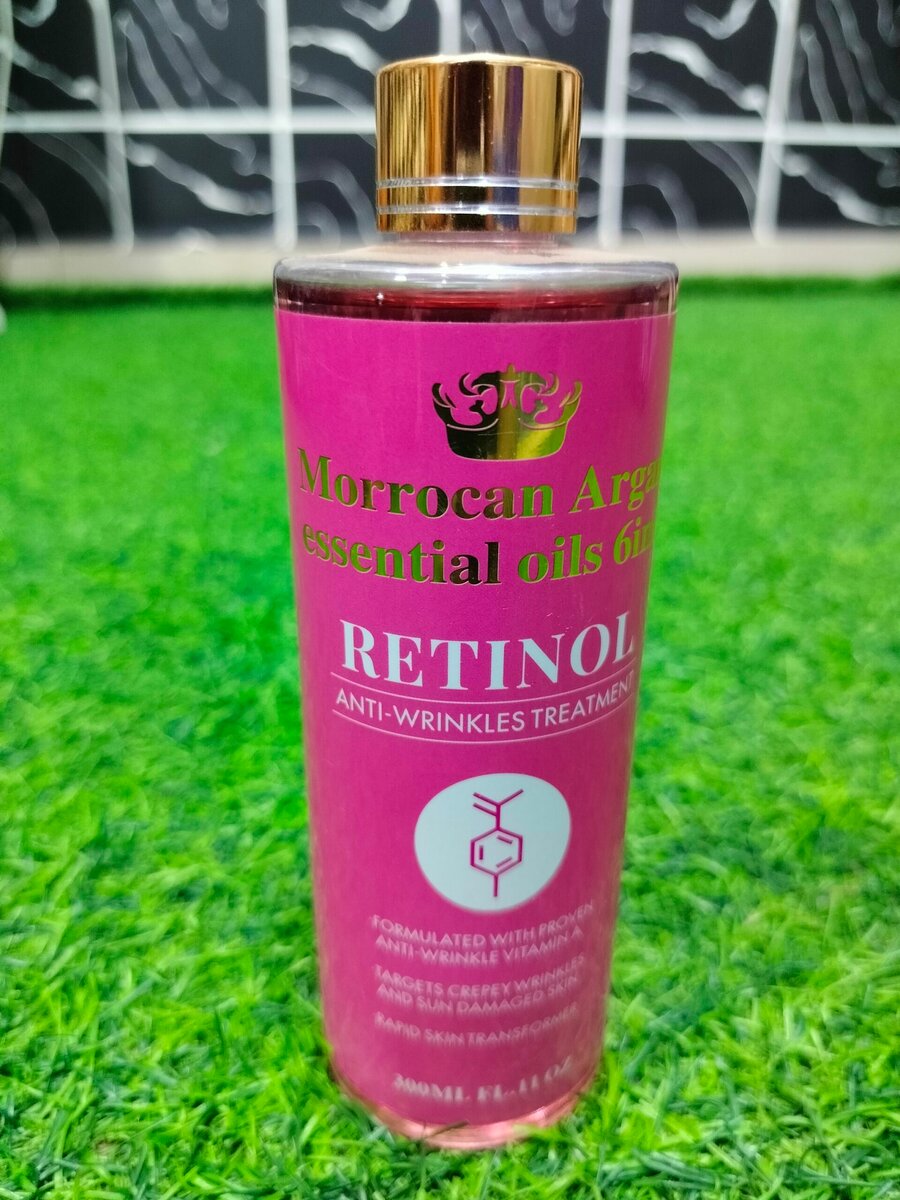 Morrocan Arga
essential oils 6in
RETINOL
ANTI-WRINKLES TREATMENT
FORMULATED WITH PROVEN
ANTI-WRINKLE VITAMIN A
TARGETS CREPEY WRINKLES
AND SUN DAMAGED SKIN
RAPID SKIN TRANSFORMER
300ML FL.11 OZ